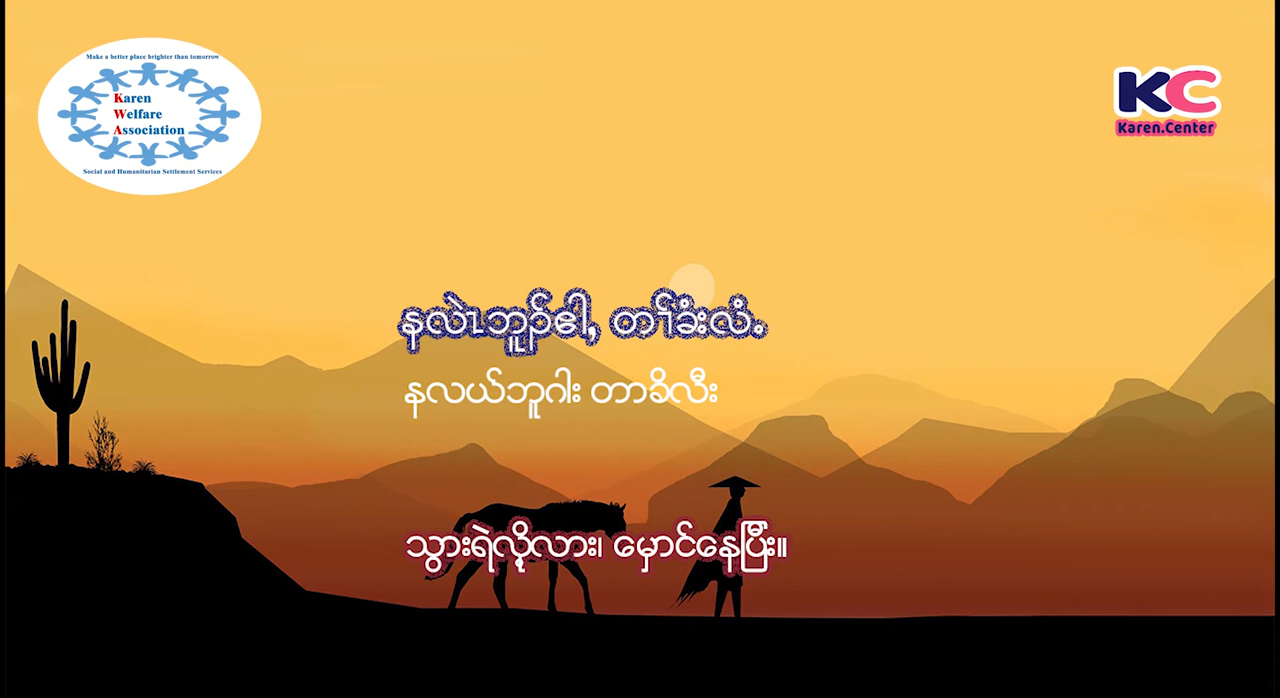 Make a better place brighter than tomorrow
Karen
Welfare
Association
Social and Humanitarian Settlement Services
KC
Karen.Center
နလဲၤဘူၣ်ဧါ, တၢ်ခံးလံ.
နလယ်ဘူဂါး တာခိလီး
သွားရဲလို့လား၊ မှောင်နေပြီး။